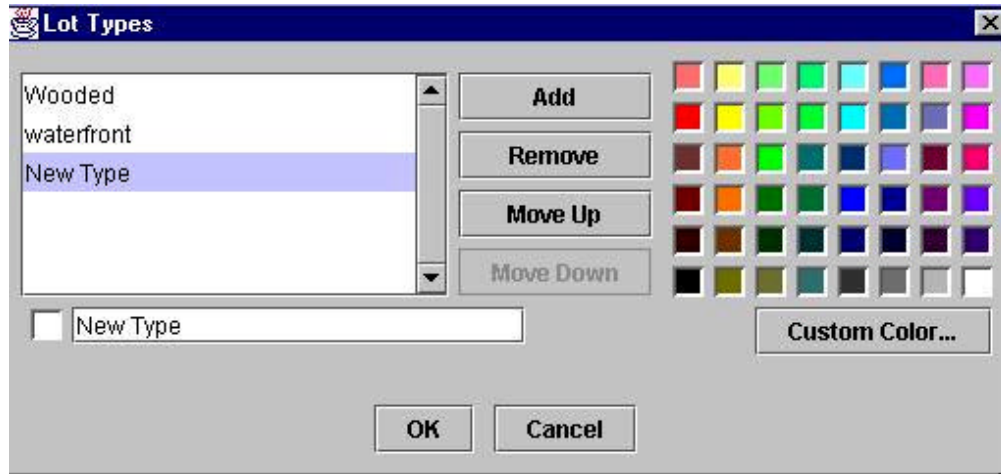 Lot Types
Wooded
waterfront
New Type
Add
Remove
Move Up
Move Down
New Type
Custom Color...
OK
Cancel